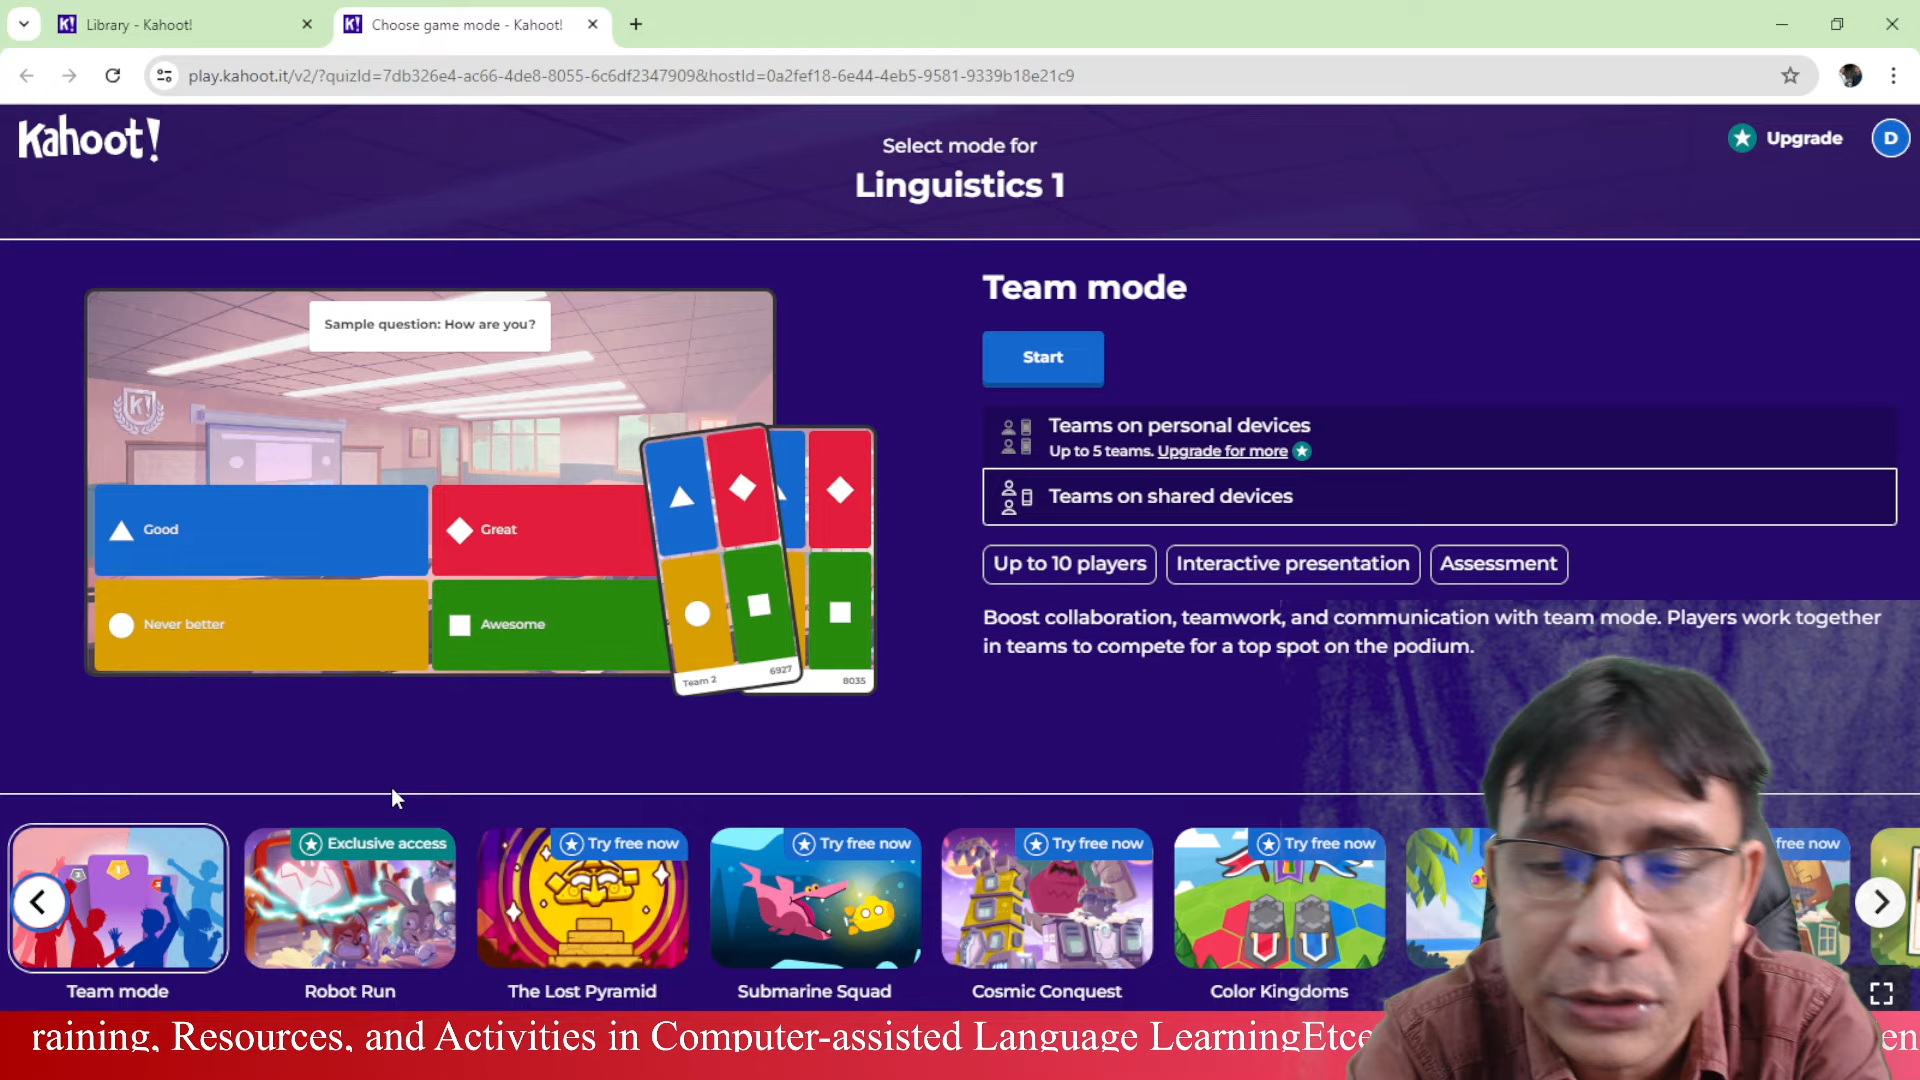 Library - Kahoot!
Choose game mode - Kahoot!
play.kahoot.it/v2/?quizId=7db326e4-ac66-4de8-8055-6c6df2347909&hostId=0a2fef18-6e44-4eb5-9581-9339b18e21c9
Kahoot!
Select mode for
Linguistics 1
Upgrade
D
Sample question: How are you?
K!
Good
Great
Never better
Awesome
Team 2
6927
8035
Team mode
Start
Teams on personal devices
Up to 5 teams. Upgrade for more
Teams on shared devices
Up to 10 players
Interactive presentation
Assessment
Boost collaboration, teamwork, and communication with team mode. Players work together
in teams to compete for a top spot on the podium.
Exclusive access
Try free now
Try free now
Try free now
Try free now
free now
Team mode
Robot Run
The Lost Pyramid
Submarine Squad
Cosmic Conquest
Color Kingdoms
raining, Resources, and Activities in Computer-assisted Language LearningEtce
en